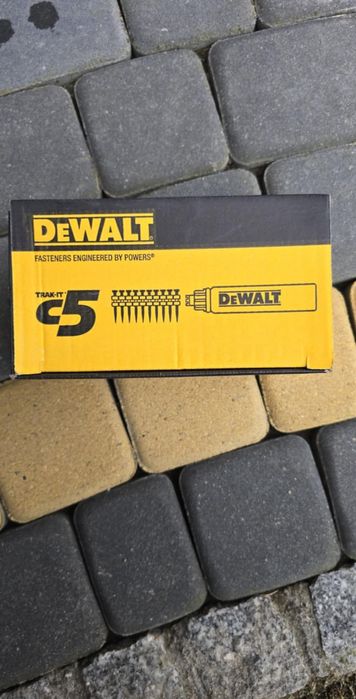 DEWALT
FASTENERS ENGINEERED BY POWERS®
TRAK-IT®
C5
DEWALT